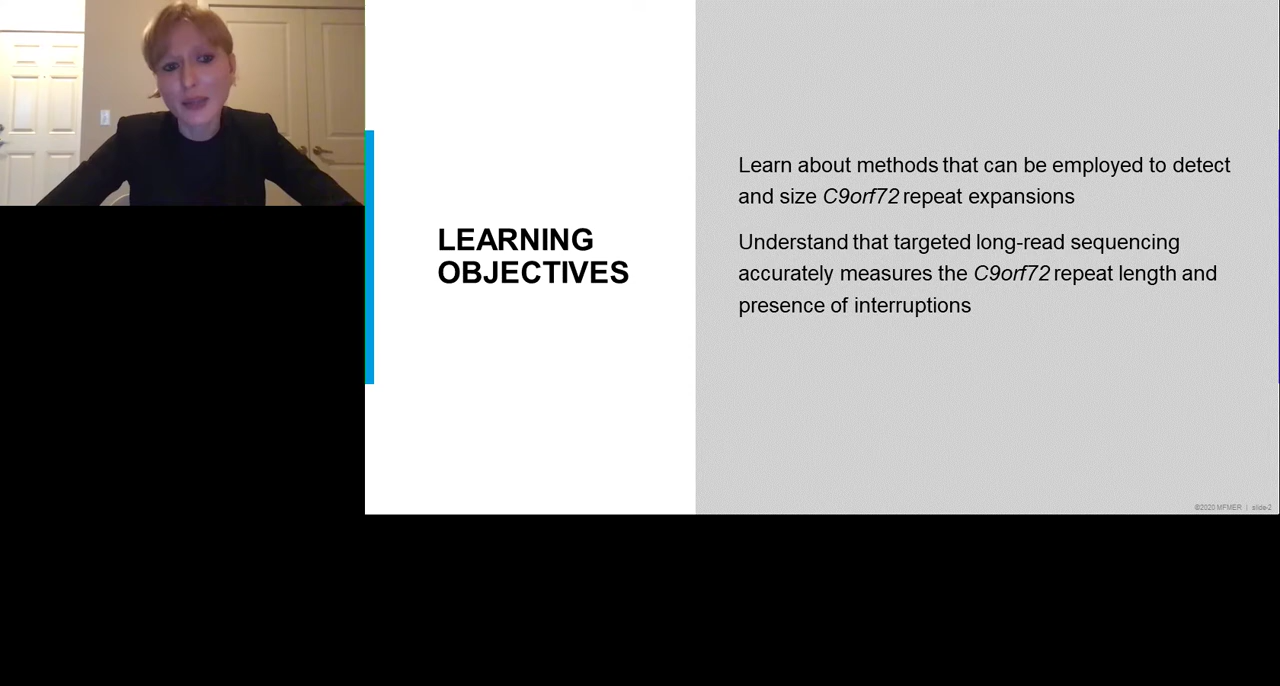 LEARNING
OBJECTIVES
Learn about methods that can be employed to detect
and size C9orf72 repeat expansions
Understand that targeted long-read sequencing
accurately measures the C9orf72 repeat length and
presence of interruptions
©2020 MFMER | slide-2